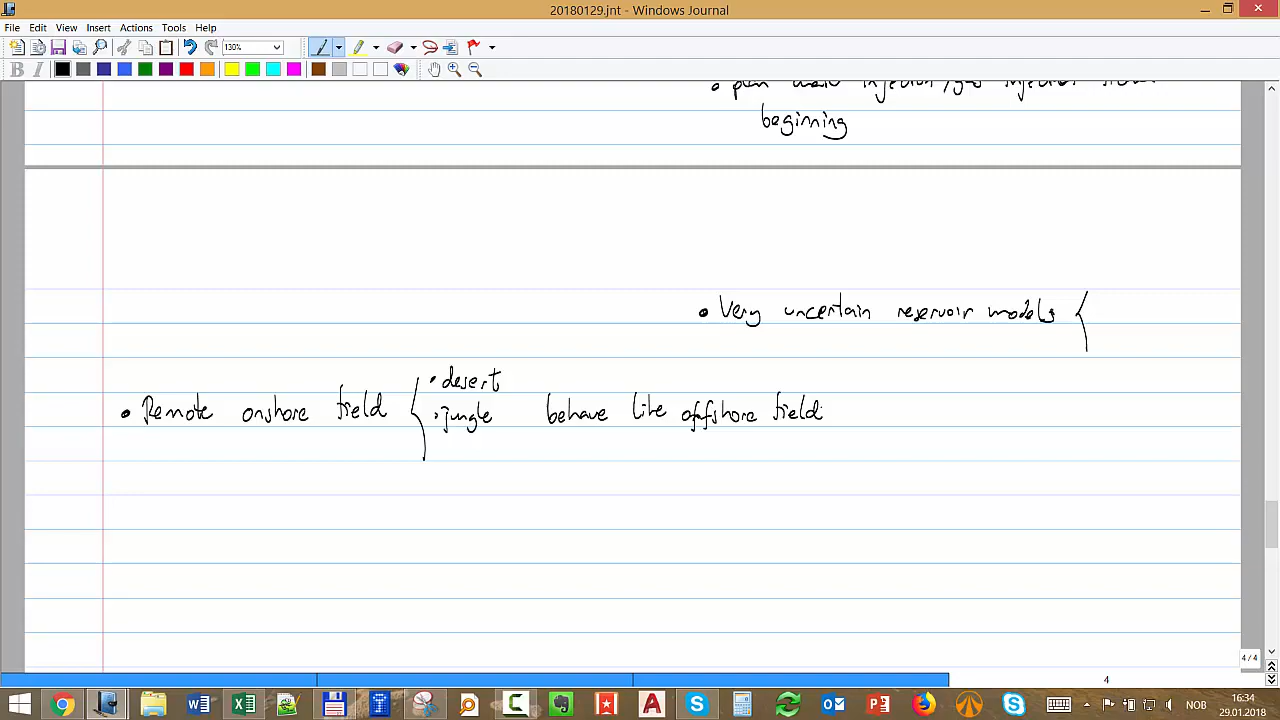 20180129.jnt - Windows Journal
File Edit View Insert Actions Tools Help
130%
B I
beginning
• Very uncertain reservoir models {
• Remote onshore field { • desert
• jungle behave like offshore field
4 / 4
4
NOB
16:34
29.01.2018